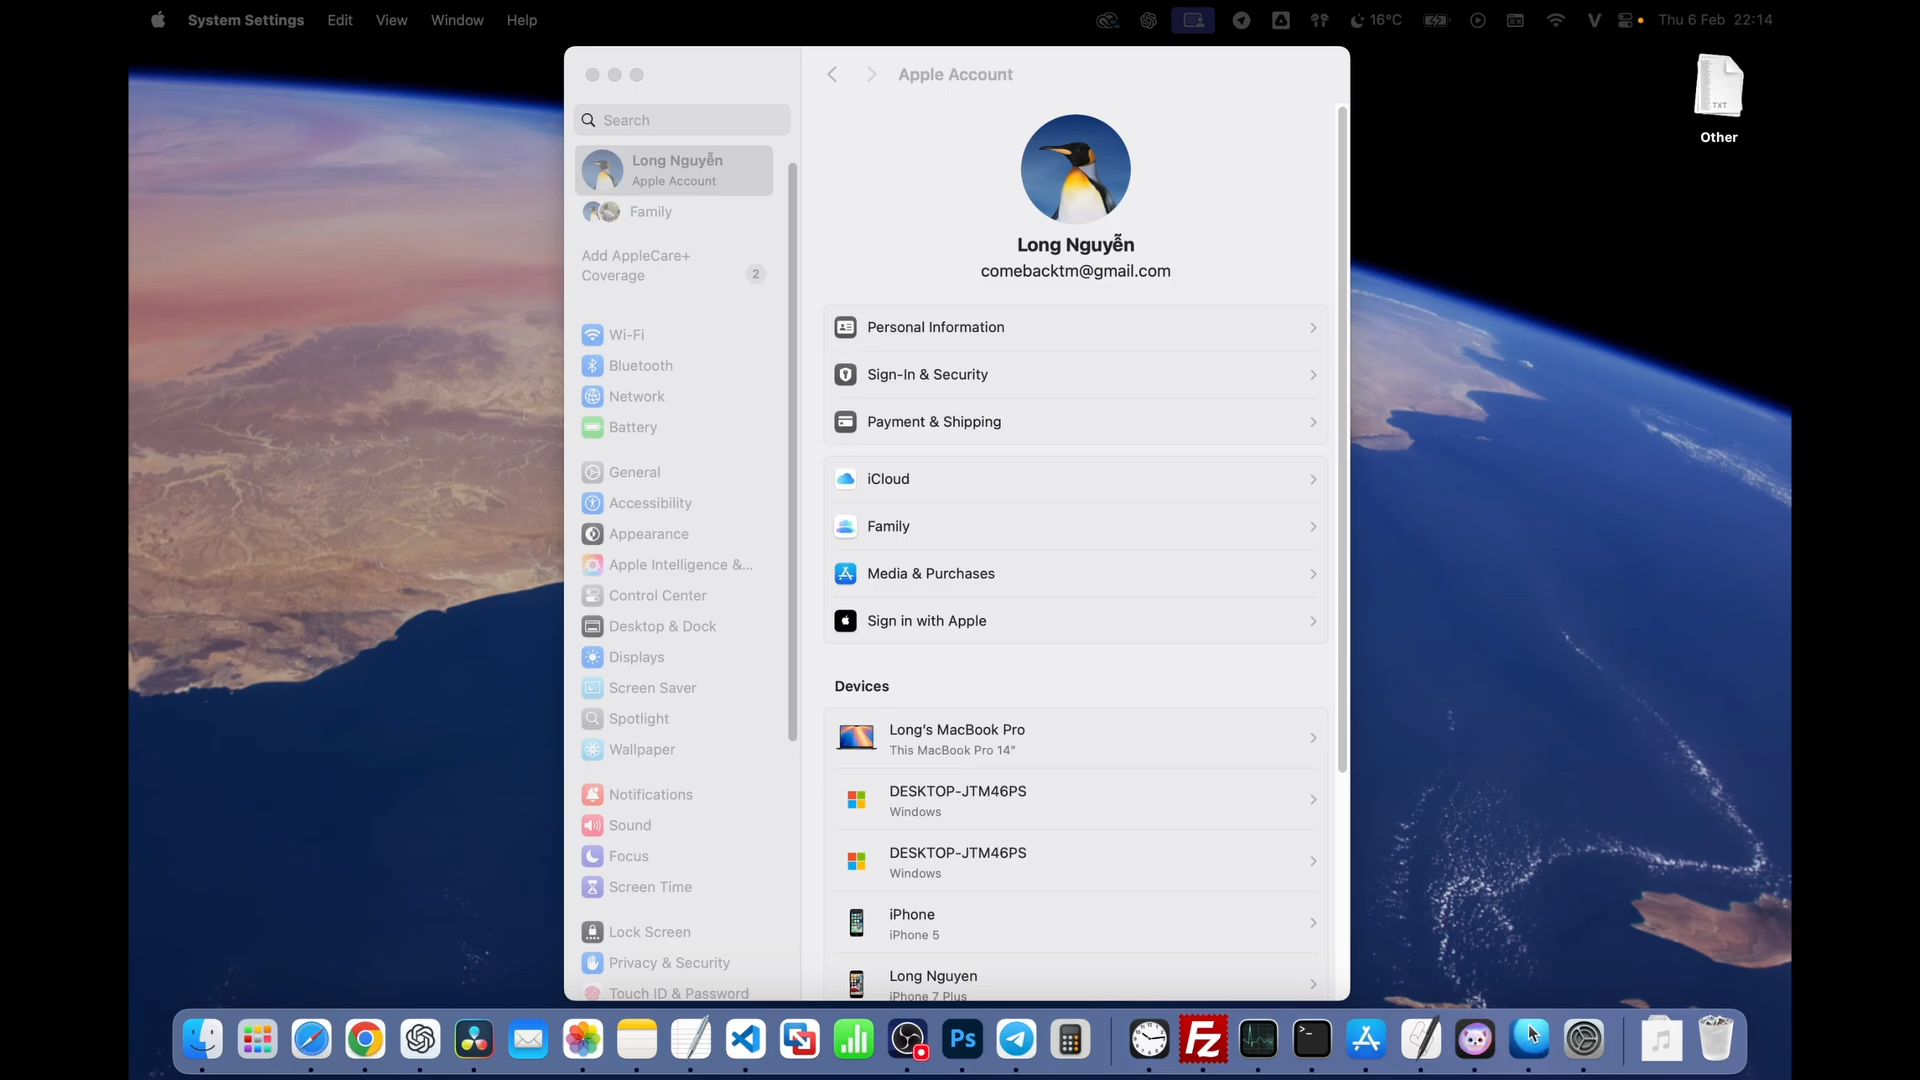 System Settings Edit View Window Help
16°C
V
Thu 6 Feb 22:14
TXT
Other
Apple Account
Search
Long Nguyễn
Apple Account
Family
Add AppleCare+
Coverage
2
Wi-Fi
Bluetooth
Network
Battery
General
Accessibility
Appearance
Apple Intelligence &...
Control Center
Desktop & Dock
Displays
Screen Saver
Spotlight
Wallpaper
Notifications
Sound
Focus
Screen Time
Lock Screen
Privacy & Security
Touch ID & Password
Long Nguyễn
comebacktm@gmail.com
Personal Information
Sign-In & Security
Payment & Shipping
iCloud
Family
Media & Purchases
Sign in with Apple
Devices
Long’s MacBook Pro
This MacBook Pro 14″
DESKTOP-JTM46PS
Windows
DESKTOP-JTM46PS
Windows
iPhone
iPhone 5
Long Nguyen
iPhone 7 Plus
Ps
FZ
>_